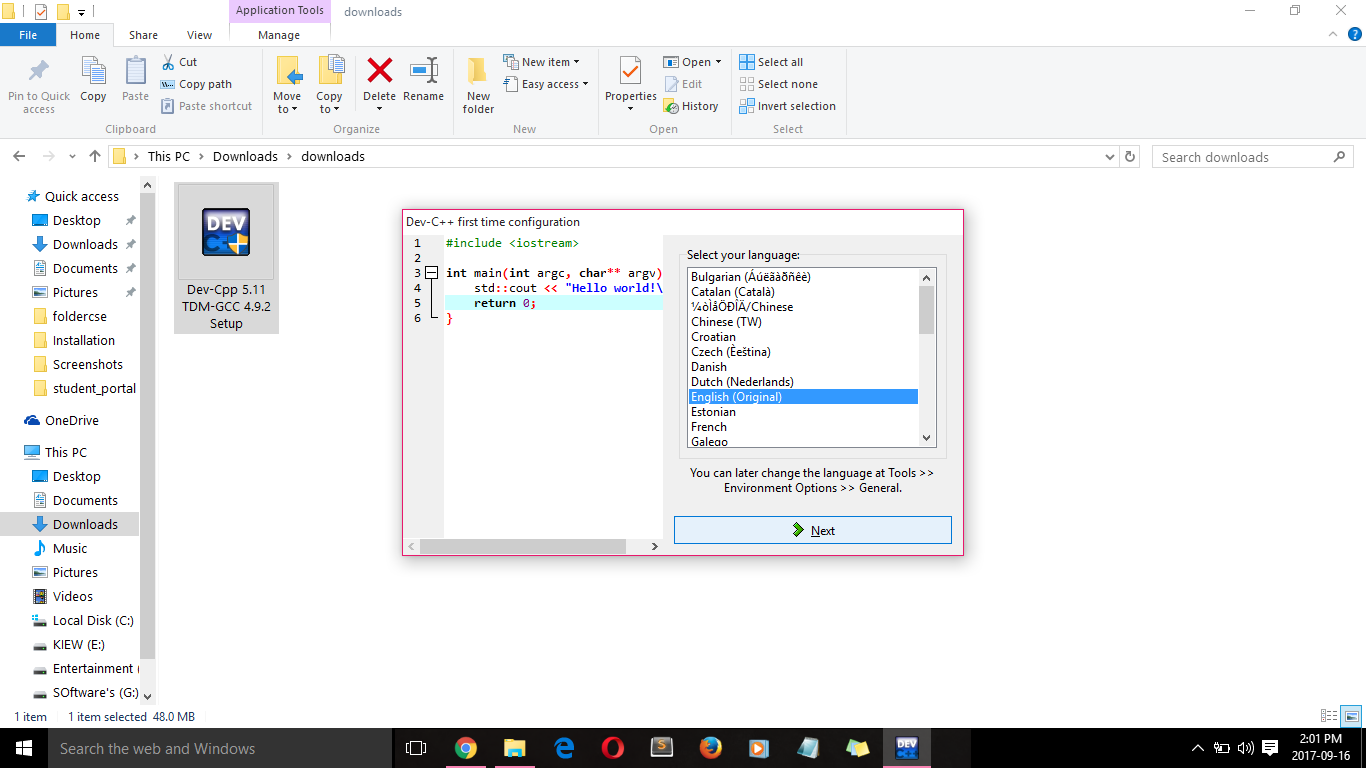 Application Tools
downloads
File
Home
Share
View
Manage
Pin to Quick access
Copy
Paste
Cut
Copy path
Paste shortcut
Clipboard
Move to
Copy to
Delete
Rename
Organize
New folder
New item
Easy access
New
Properties
Open
Edit
History
Open
Select all
Select none
Invert selection
Select
This PC > Downloads > downloads
Search downloads
Quick access
Desktop
Downloads
Documents
Pictures
foldercse
Installation
Screenshots
student_portal
OneDrive
This PC
Desktop
Documents
Downloads
Music
Pictures
Videos
Local Disk (C:)
KIEW (E:)
Entertainment (
SOftware's (G:)
DEV C++
Dev-Cpp 5.11
TDM-GCC 4.9.2
Setup
Dev-C++ first time configuration
1 #include <iostream>
2
3 int main(int argc, char** argv)
4 std::cout << "Hello world!\
5 return 0;
6 }
Select your language:
Bulgarian (Áúëãàðñêè)
Catalan (Català)
¼òÌåÖÐÎÄ/Chinese
Chinese (TW)
Croatian
Czech (Èeština)
Danish
Dutch (Nederlands)
English (Original)
Estonian
French
Galego
You can later change the language at Tools >>
Environment Options >> General.
Next
1 item
1 item selected 48.0 MB
Search the web and Windows
DEV C++
2:01 PM
2017-09-16